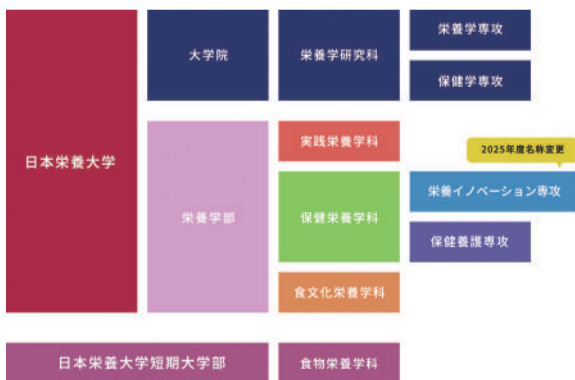 日本栄養大学
大学院
栄養学研究科
栄養学専攻
保健学専攻
栄養学部
実践栄養学科
保健栄養学科
2025年度名称変更
栄養イノベーション専攻
保健養護専攻
食文化栄養学科
日本栄養大学短期大学部
食物栄養学科